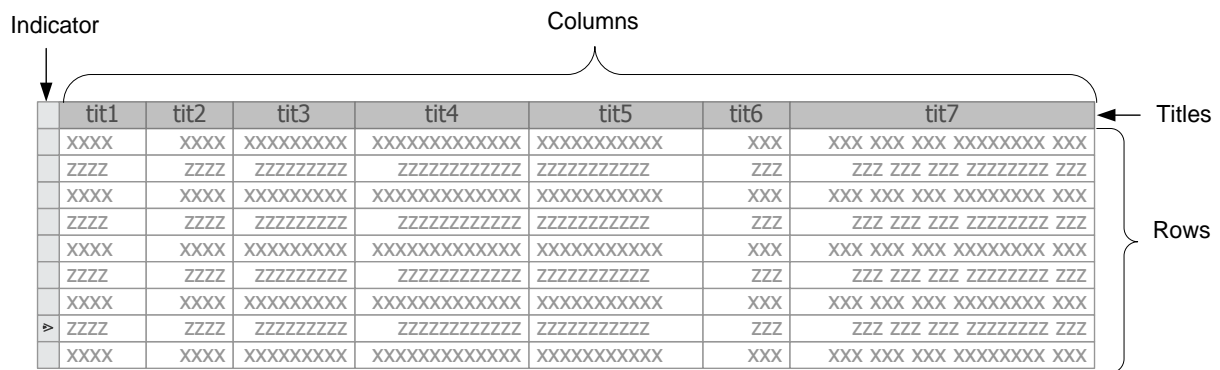 Indicator Columns
tit1 tit2 tit3 tit4 tit5 tit6 tit7 Titles
XXXX XXXX XXXXXXXXX XXXXXXXXXXXX XXXXXXXXXXX XXX XXX XXX XXX XXXXXXXX XXX
ZZZZ ZZZZ ZZZZZZZZZ ZZZZZZZZZZZZ ZZZZZZZZZZZ ZZZ ZZZ ZZZ ZZZ ZZZZZZZZ ZZZ
XXXX XXXX XXXXXXXXX XXXXXXXXXXXX XXXXXXXXXXX XXX XXX XXX XXX XXXXXXXX XXX
ZZZZ ZZZZ ZZZZZZZZZ ZZZZZZZZZZZZ ZZZZZZZZZZZ ZZZ ZZZ ZZZ ZZZ ZZZZZZZZ ZZZ
Rows
XXXX XXXX XXXXXXXXX XXXXXXXXXXXX XXXXXXXXXXX XXX XXX XXX XXX XXXXXXXX XXX
ZZZZ ZZZZ ZZZZZZZZZ ZZZZZZZZZZZZ ZZZZZZZZZZZ ZZZ ZZZ ZZZ ZZZ ZZZZZZZZ ZZZ
XXXX XXXX XXXXXXXXX XXXXXXXXXXXX XXXXXXXXXXX XXX XXX XXX XXX XXXXXXXX XXX
ZZZZ ZZZZ ZZZZZZZZZ ZZZZZZZZZZZZ ZZZZZZZZZZZ ZZZ ZZZ ZZZ ZZZ ZZZZZZZZ ZZZ
XXXX XXXX XXXXXXXXX XXXXXXXXXXXX XXXXXXXXXXX XXX XXX XXX XXX XXXXXXXX XXX